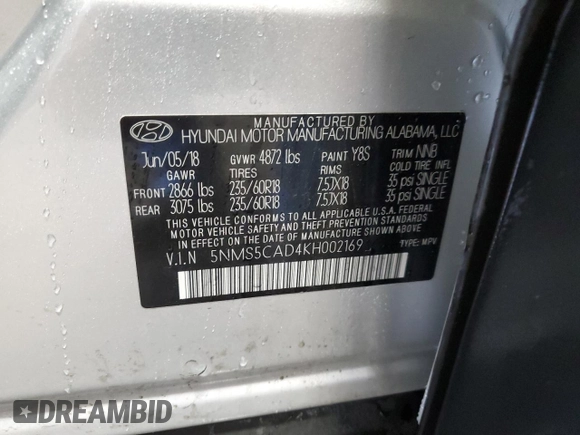 MANUFACTURED BY
HYUNDAI MOTOR MANUFACTURING ALABAMA, LLC
Jun/05/18 GVWR 4872 lbs PAINT Y8S TRIM NNB
GAWR TIRES RIMS COLD TIRE INFL
FRONT 2866 lbs 235/60R18 7.5JX18 35 psi SINGLE
REAR 3075 lbs 235/60R18 7.5JX18 35 psi SINGLE
THIS VEHICLE CONFORMS TO ALL APPLICABLE U.S.A. FEDERAL
MOTOR VEHICLE SAFETY BUMPER, AND THEFT PREVENTION STANDARDS
IN EFFECT ON THE DATE OF MANUFACTURE SHOWN ABOVE.
V.I.N 5NMS5CAD4KH002169 TYPE: MPV
DREAMBID